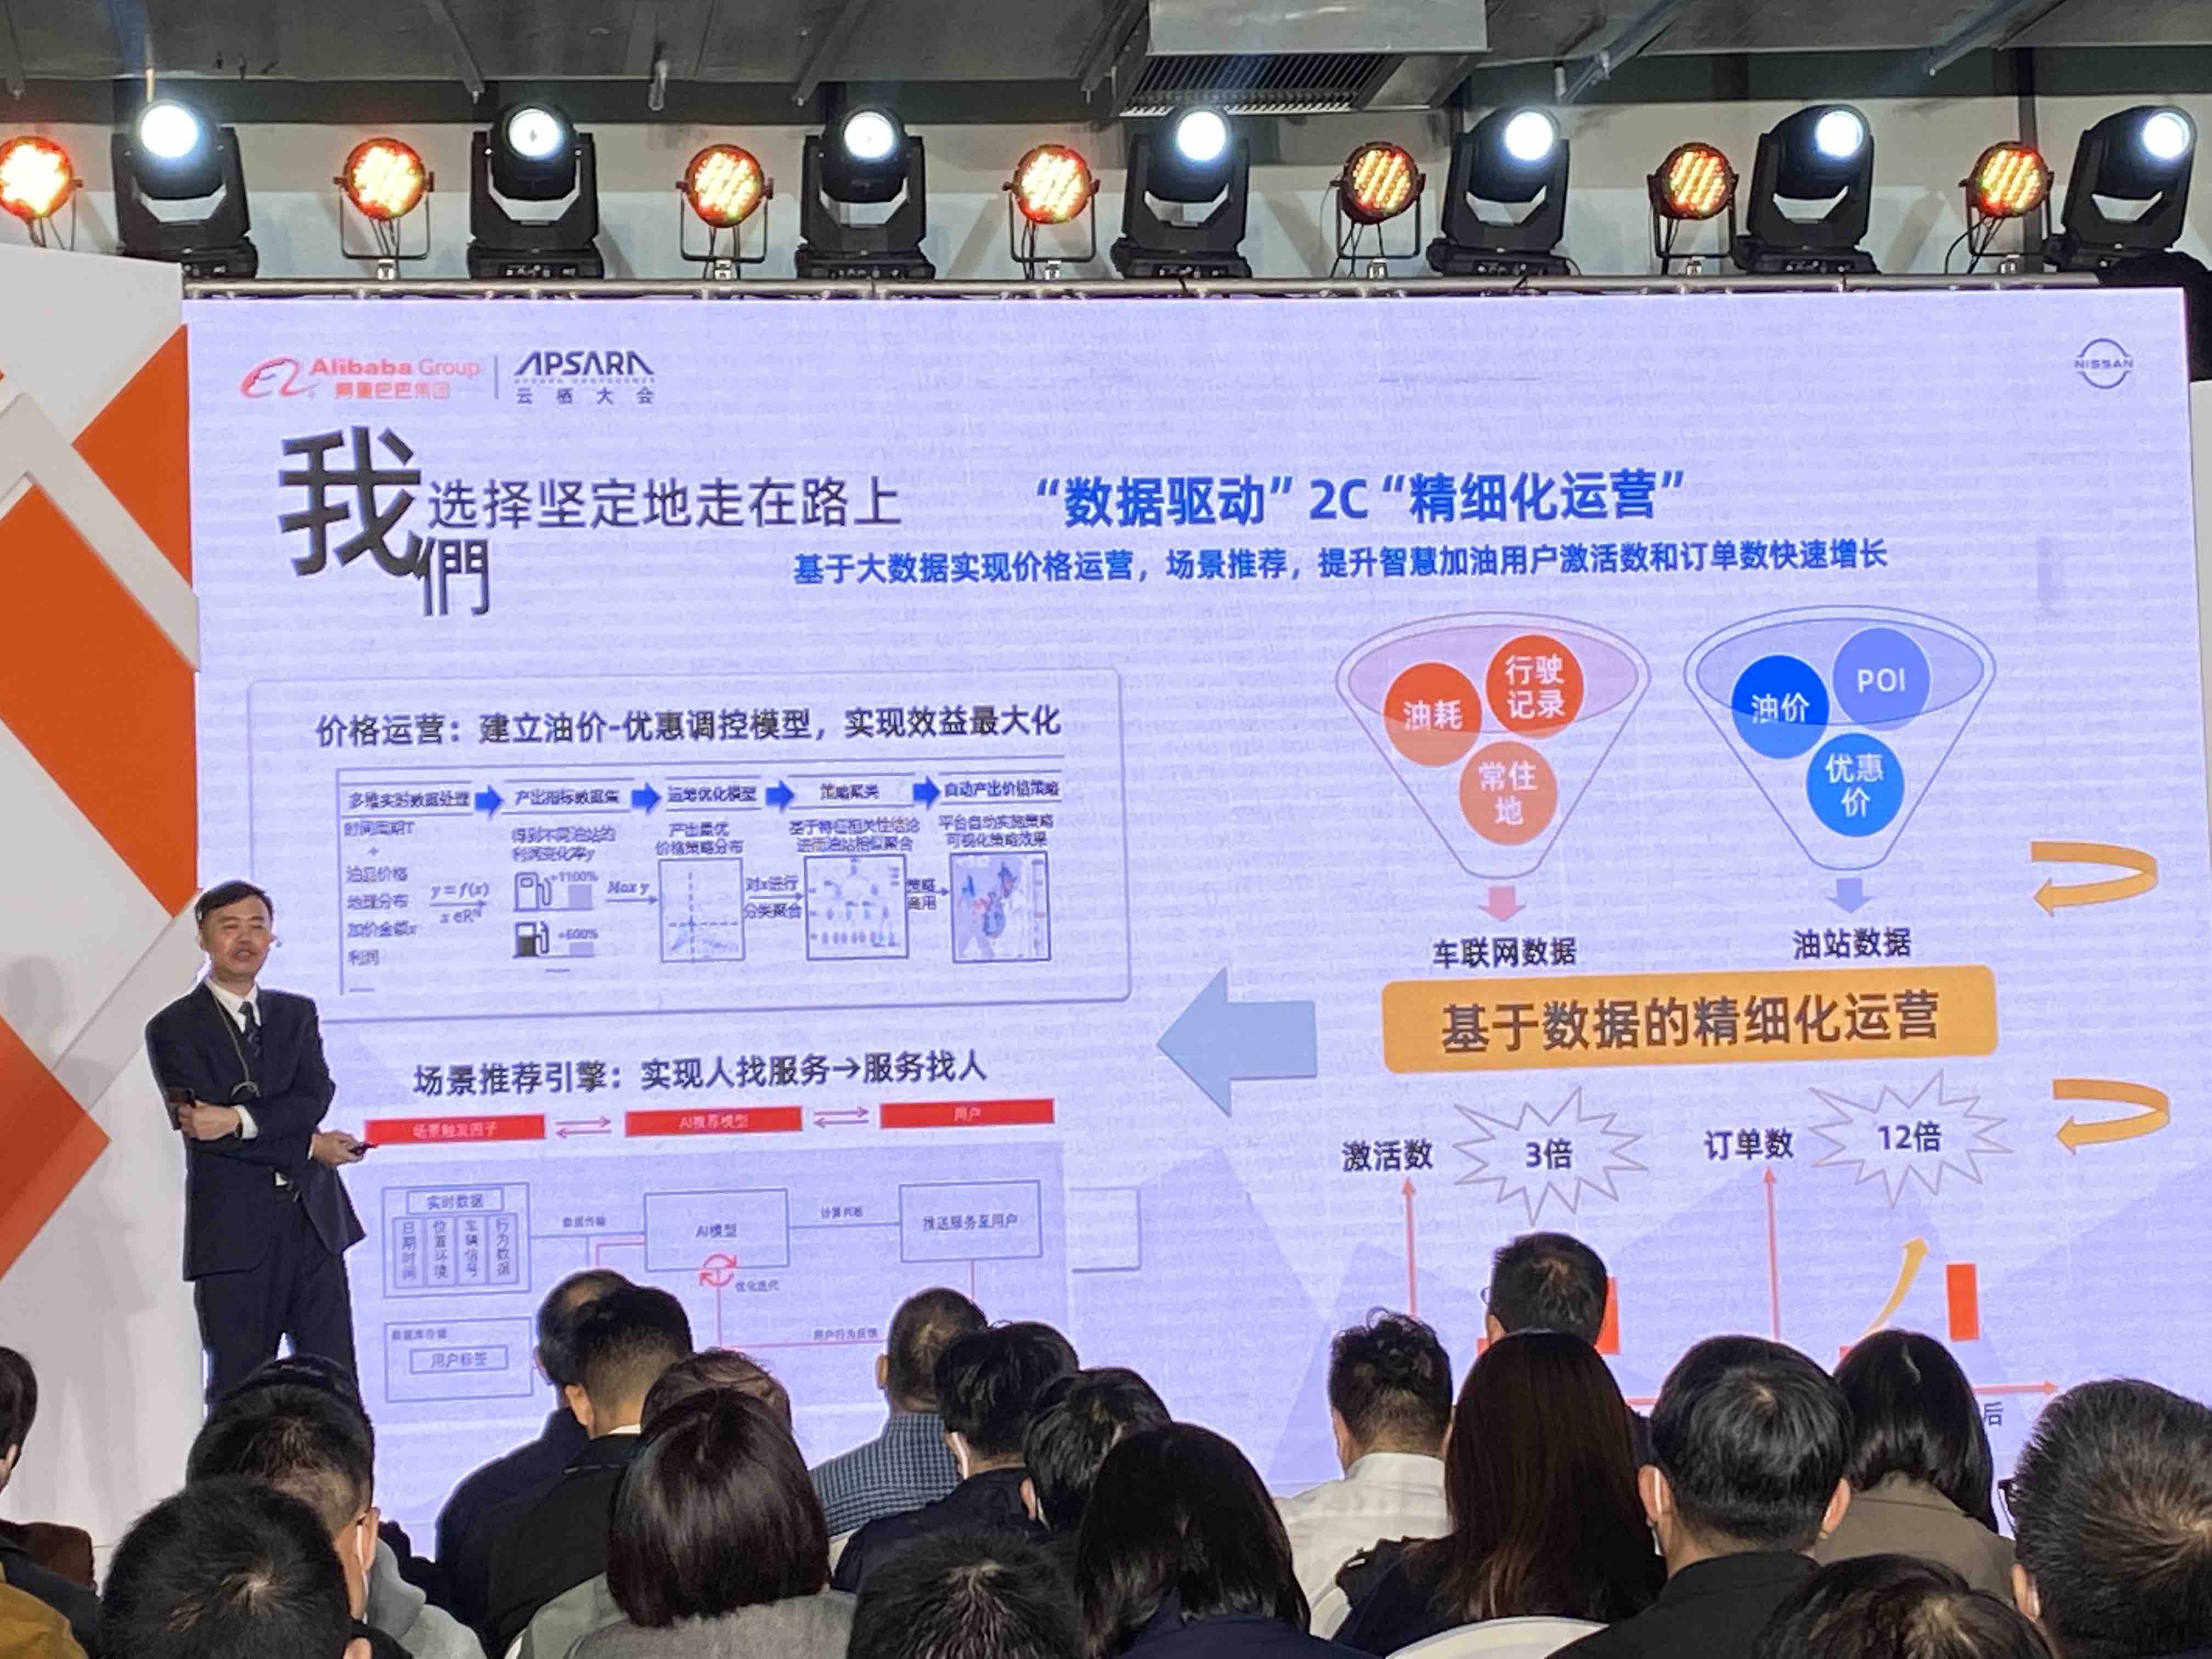 Alibaba Group
阿里巴巴集团
APSARA
云栖大会
NISSAN
我們
选择坚定地走在路上
“数据驱动”2C“精细化运营”
基于大数据实现价格运营，场景推荐，提升智慧加油用户激活数和订单数快速增长
价格运营：建立油价-优惠调控模型，实现效益最大化
多维实时数据处理
产出指标数据集
运筹优化模型
策略聚类
自动产出价格策略
时间周期T
+
油品价格
地理分布
加价金额x
利润
y=f(x)
x∈Rᴺ
得到不同油站的
利润变化率y
+1100%
+600%
Max y
产出最优
价格策略分布
对x进行
分类聚合
基于特征相关性结论
进而油站相似聚合
策略
商用
平台自动实施策略
可视化策略效果
场景推荐引擎：实现人找服务→服务找人
场景触发因子
AI推荐模型
用户
实时数据
日期时间
位置环境
车辆信号
行为数据
数据传输
AI模型
计算判断
推送服务至用户
优化迭代
用户行为反馈
数据库存储
用户标签
油耗
行驶
记录
常住
地
车联网数据
油价
POI
优惠
价
油站数据
基于数据的精细化运营
激活数
3倍
订单数
12倍
后